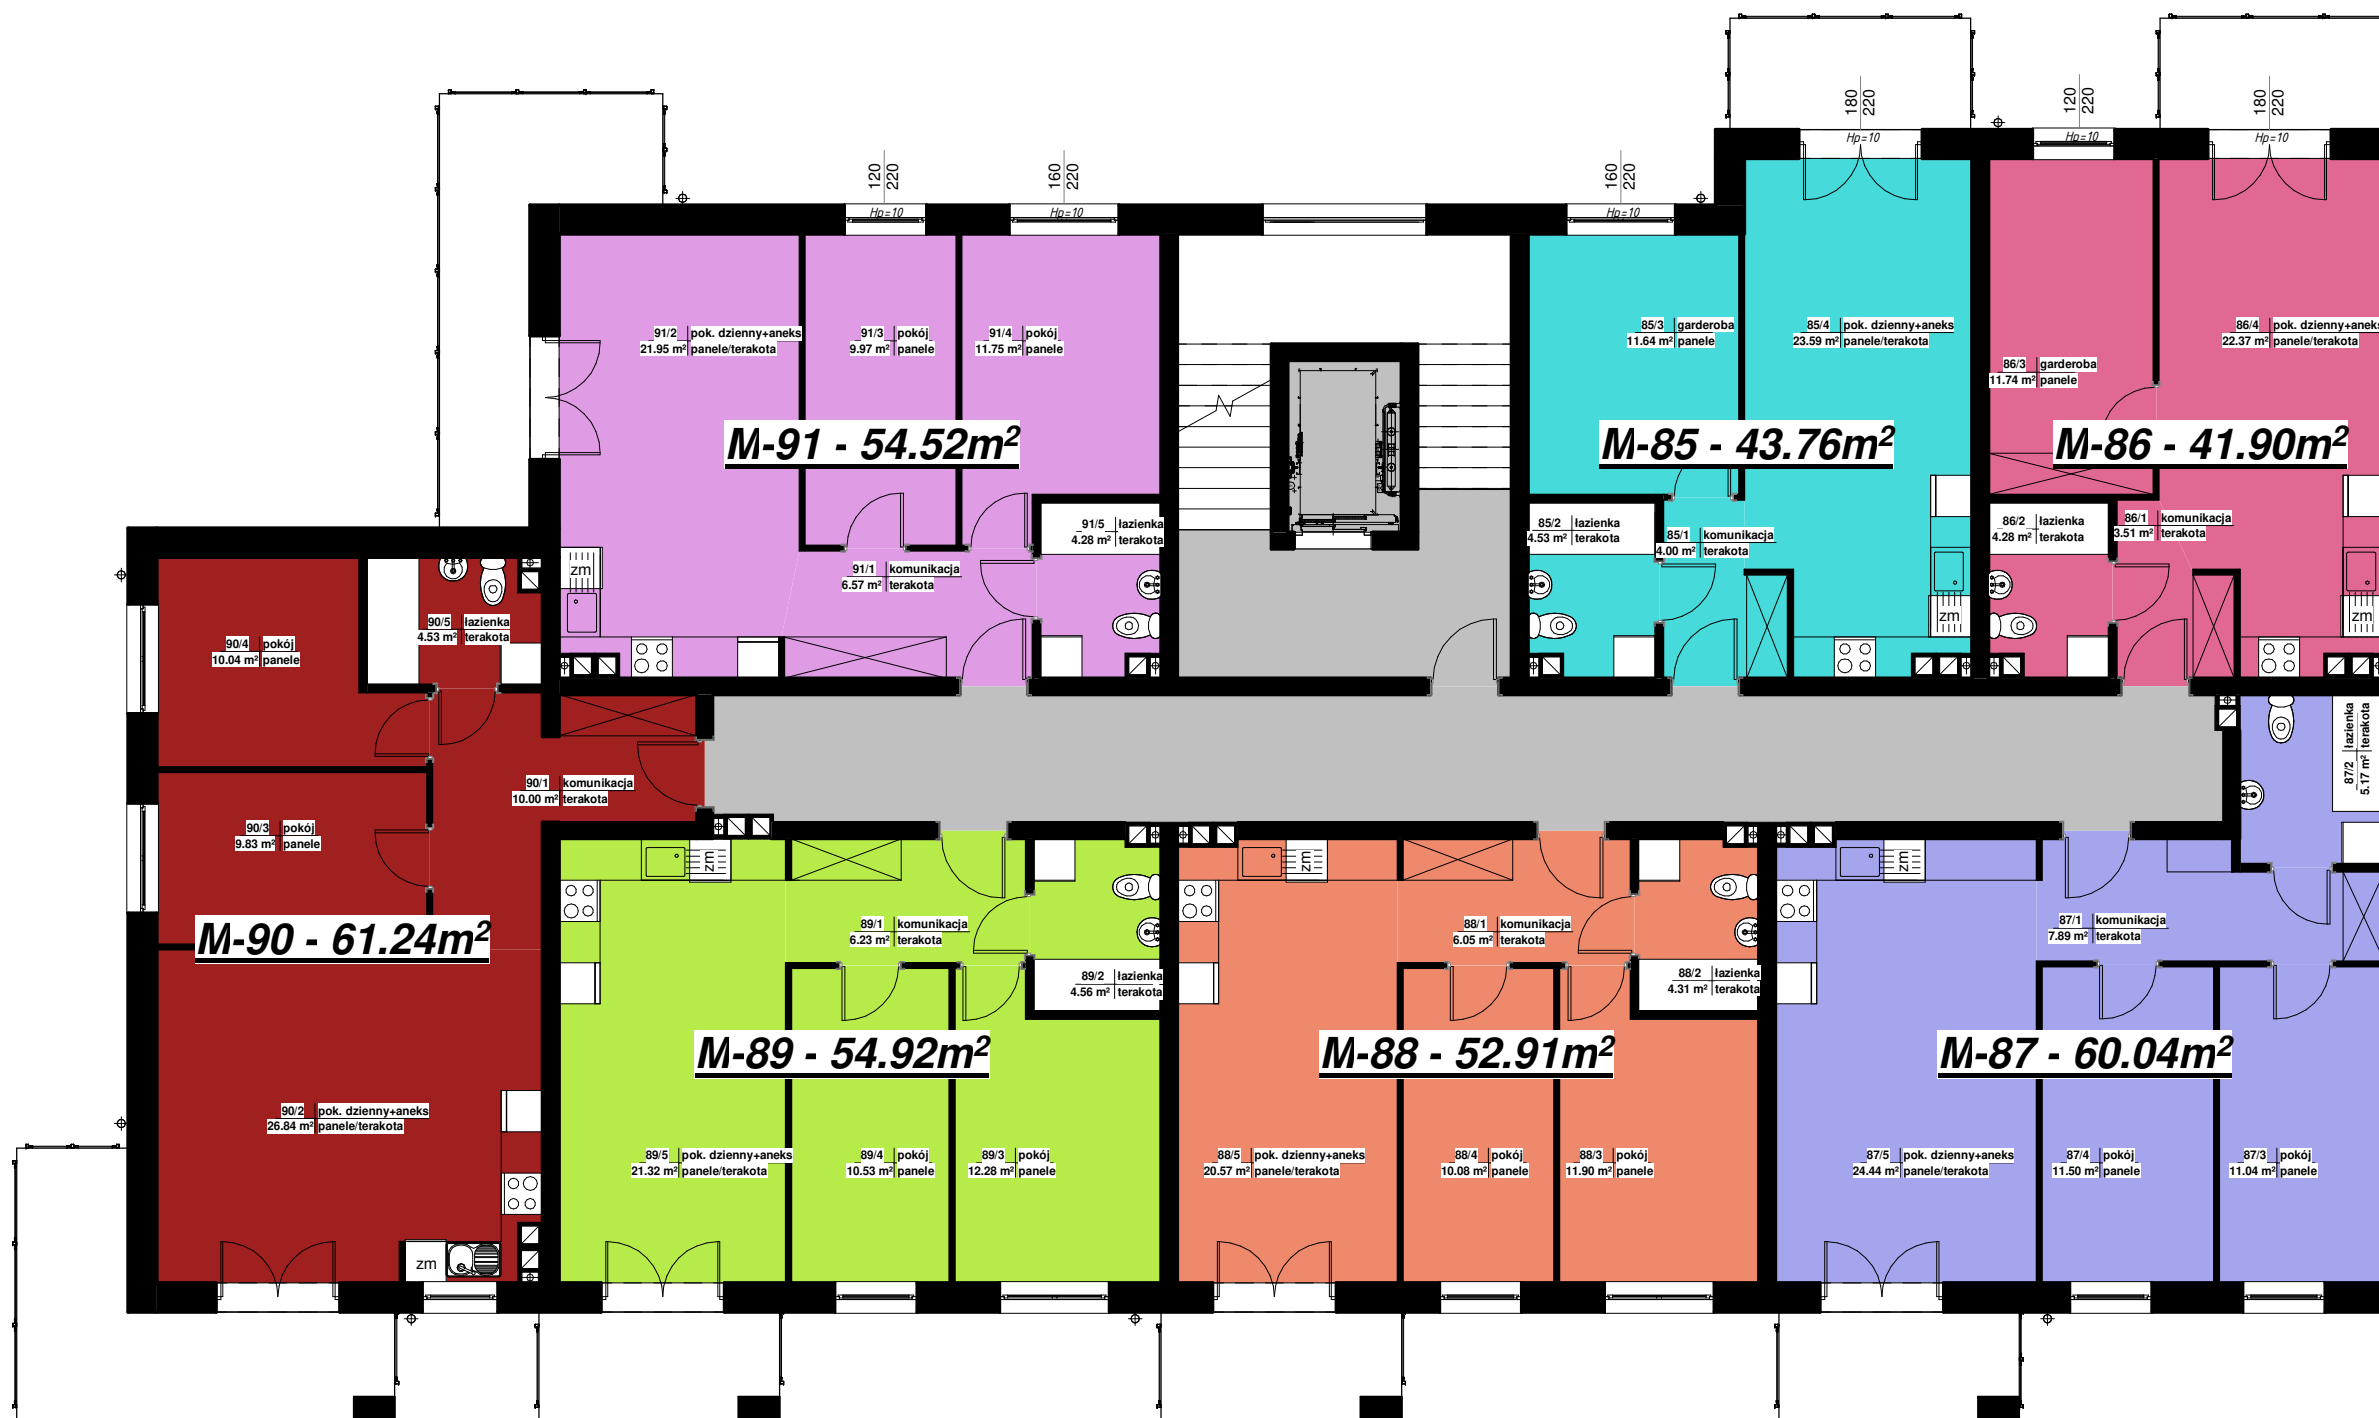 180
220
120
220
180
220
Hp=10
Hp=10
Hp=10
120
220
160
220
160
220
Hp=10
Hp=10
Hp=10
91/2 pok. dzienny+aneks
21.95 m² panele/terakota
91/3 pokój
9.97 m² panele
91/4 pokój
11.75 m² panele
85/3 garderoba
11.64 m² panele
85/4 pok. dzienny+aneks
23.59 m² panele/terakota
86/4 pok. dzienny+aneks
22.37 m² panele/terakota
86/3 garderoba
11.74 m² panele
M-91 - 54.52m²
M-85 - 43.76m²
M-86 - 41.90m²
91/5 łazienka
4.28 m² terakota
85/2 łazienka
4.53 m² terakota
85/1 komunikacja
4.00 m² terakota
86/2 łazienka
4.28 m² terakota
86/1 komunikacja
3.51 m² terakota
zm
91/1 komunikacja
6.57 m² terakota
zm
zm
90/5 łazienka
4.53 m² terakota
90/4 pokój
10.04 m² panele
87/2 łazienka
5.17 m² terakota
90/1 komunikacja
10.00 m² terakota
90/3 pokój
9.83 m² panele
zm
zm
zm
M-90 - 61.24m²
89/1 komunikacja
6.23 m² terakota
88/1 komunikacja
6.05 m² terakota
87/1 komunikacja
7.89 m² terakota
89/2 łazienka
4.56 m² terakota
88/2 łazienka
4.31 m² terakota
M-89 - 54.92m²
M-88 - 52.91m²
M-87 - 60.04m²
90/2 pok. dzienny+aneks
26.84 m² panele/terakota
89/5 pok. dzienny+aneks
21.32 m² panele/terakota
89/4 pokój
10.53 m² panele
89/3 pokój
12.28 m² panele
88/5 pok. dzienny+aneks
20.57 m² panele/terakota
88/4 pokój
10.08 m² panele
88/3 pokój
11.90 m² panele
87/5 pok. dzienny+aneks
24.44 m² panele/terakota
87/4 pokój
11.50 m² panele
87/3 pokój
11.04 m² panele
zm